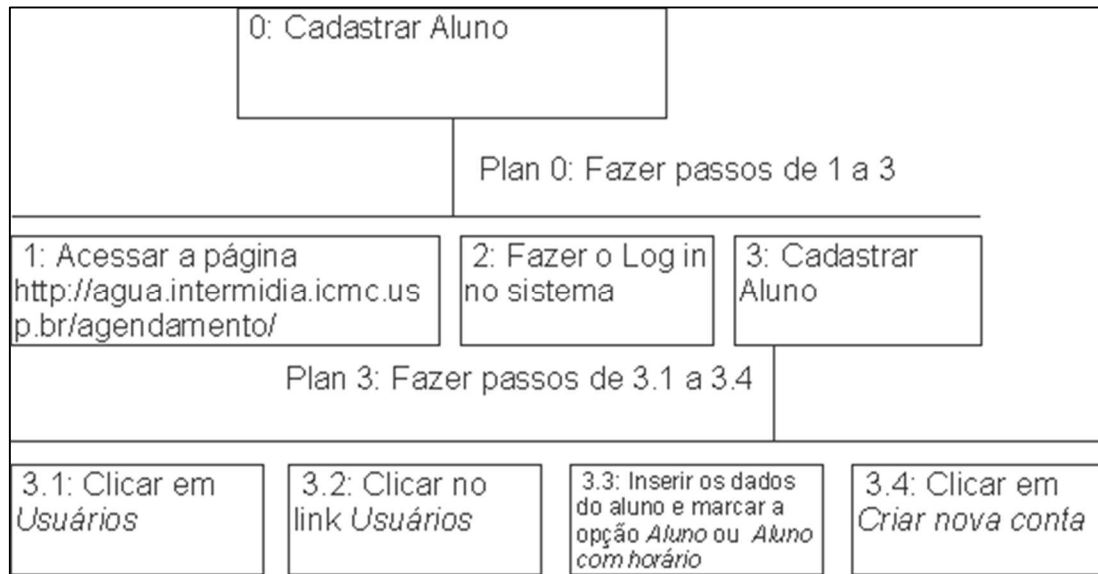 0: Cadastrar Aluno
Plan 0: Fazer passos de 1 a 3
1: Acessar a página
http://agua.intermidia.icmc.us
p.br/agendamento/
2: Fazer o Log in
no sistema
3: Cadastrar
Aluno
Plan 3: Fazer passos de 3.1 a 3.4
3.1: Clicar em
Usuários
3.2: Clicar no
link Usuários
3.3: Inserir os dados
do aluno e marcar a
opção Aluno ou Aluno
com horário
3.4: Clicar em
Criar nova conta